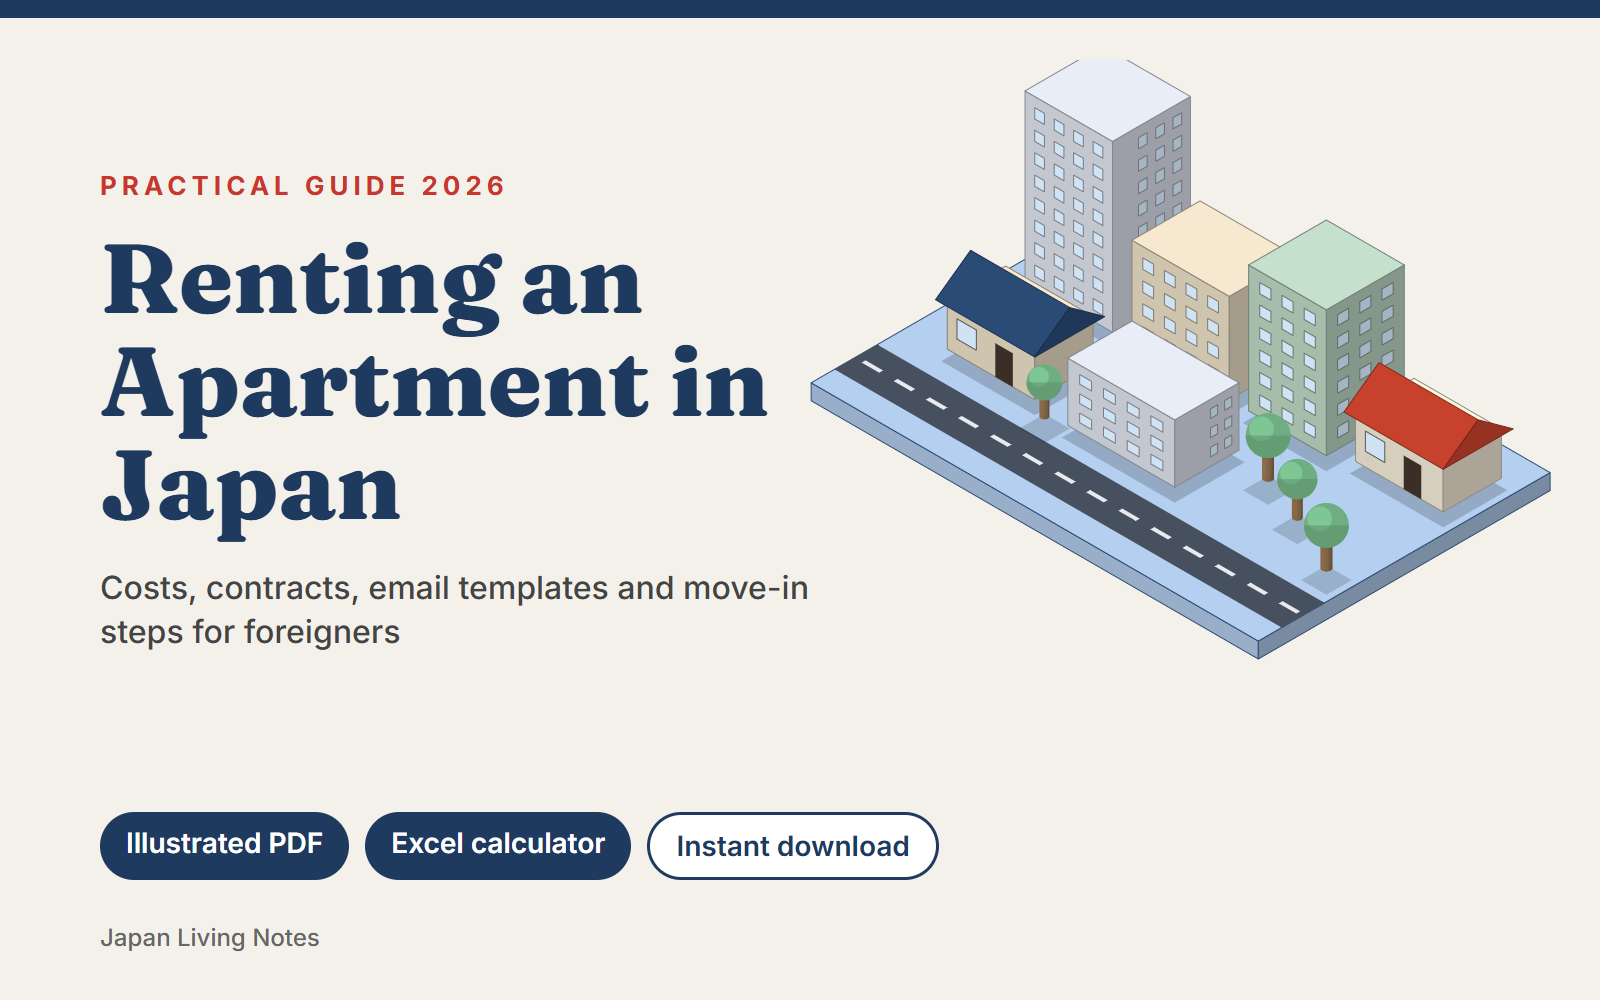 PRACTICAL GUIDE 2026
Renting an
Apartment in
Japan
Costs, contracts, email templates and move-in
steps for foreigners
Illustrated PDF
Excel calculator
Instant download
Japan Living Notes